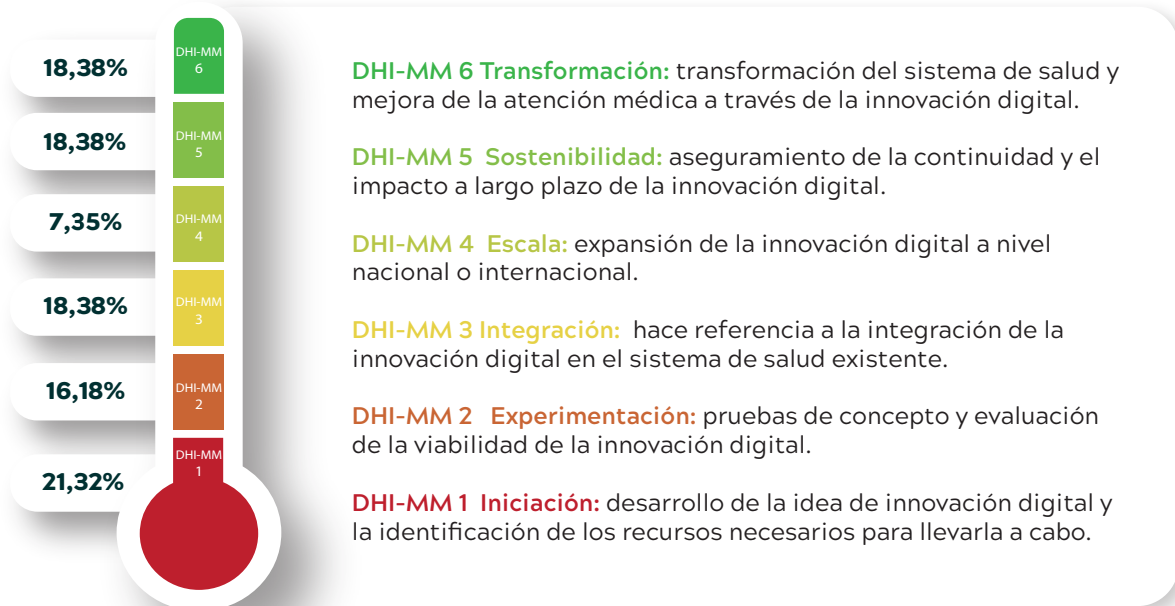 18,38%
DHI-MM
6
DHI-MM 6 Transformación: transformación del sistema de salud y
mejora de la atención médica a través de la innovación digital.
18,38%
DHI-MM
5
DHI-MM 5 Sostenibilidad: aseguramiento de la continuidad y el
impacto a largo plazo de la innovación digital.
7,35%
DHI-MM
4
DHI-MM 4 Escala: expansión de la innovación digital a nivel
nacional o internacional.
18,38%
DHI-MM
3
DHI-MM 3 Integración: hace referencia a la integración de la
innovación digital en el sistema de salud existente.
16,18%
DHI-MM
2
DHI-MM 2 Experimentación: pruebas de concepto y evaluación
de la viabilidad de la innovación digital.
21,32%
DHI-MM
1
DHI-MM 1 Iniciación: desarrollo de la idea de innovación digital y
la identificación de los recursos necesarios para llevarla a cabo.